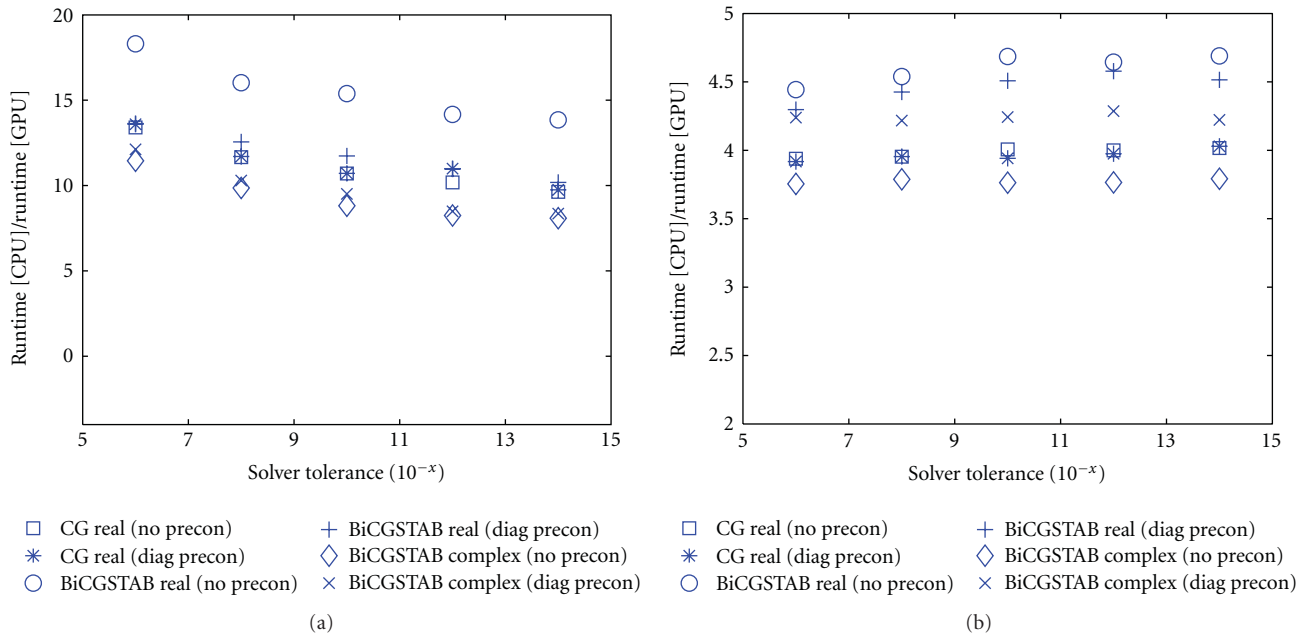 20
15
10
5
0
5
7
9
11
13
15
Runtime [CPU]/runtime [GPU]
Solver tolerance (10⁻ˣ)
CG real (no precon)
CG real (diag precon)
BiCGSTAB real (no precon)
BiCGSTAB real (diag precon)
BiCGSTAB complex (no precon)
BiCGSTAB complex (diag precon)
(a)
5
4.5
4
3.5
3
2.5
2
5
7
9
11
13
15
Runtime [CPU]/runtime [GPU]
Solver tolerance (10⁻ˣ)
CG real (no precon)
CG real (diag precon)
BiCGSTAB real (no precon)
BiCGSTAB real (diag precon)
BiCGSTAB complex (no precon)
BiCGSTAB complex (diag precon)
(b)